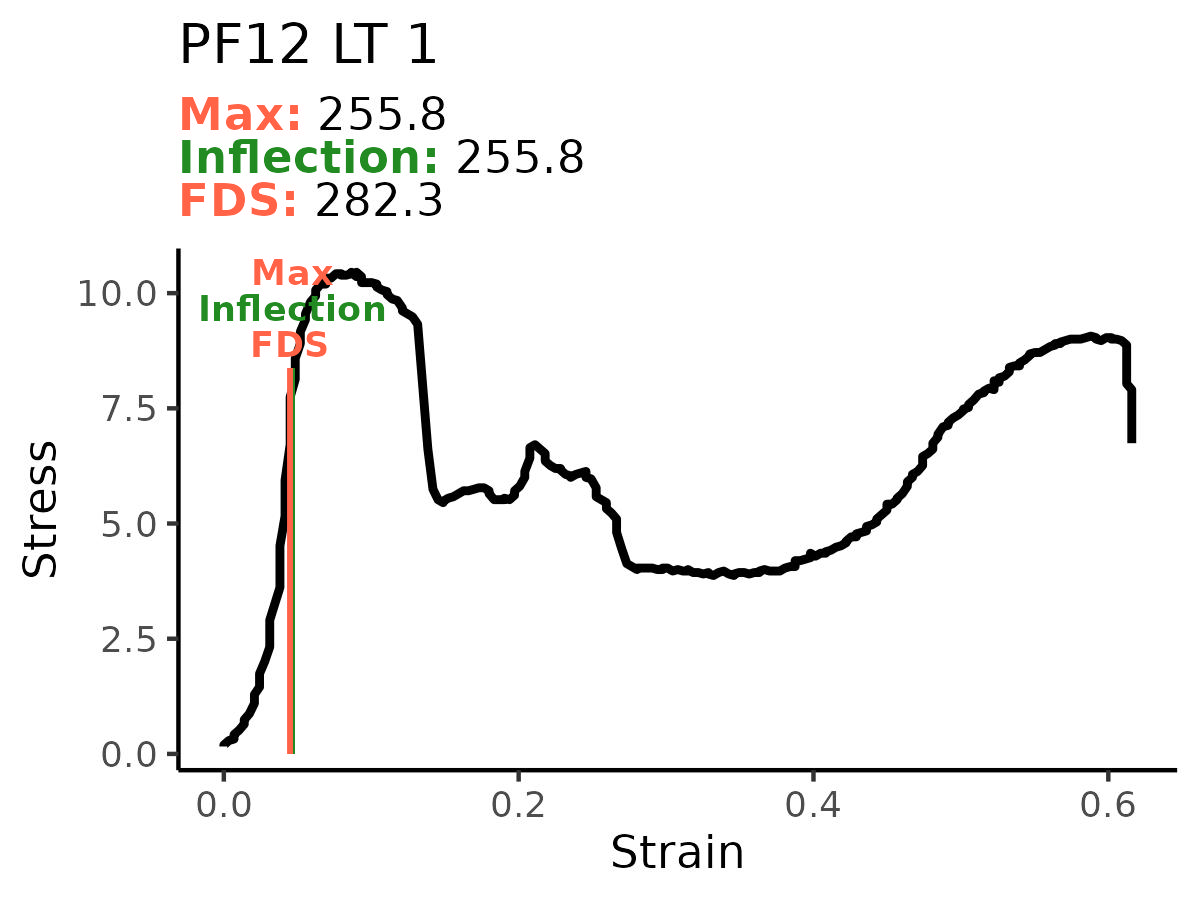 PF12 LT 1
Max: 255.8
Inflection: 255.8
FDS: 282.3
Max
Inflection
FDS
10.0
7.5
5.0
2.5
0.0
Stress
0.0 0.2 0.4 0.6
Strain